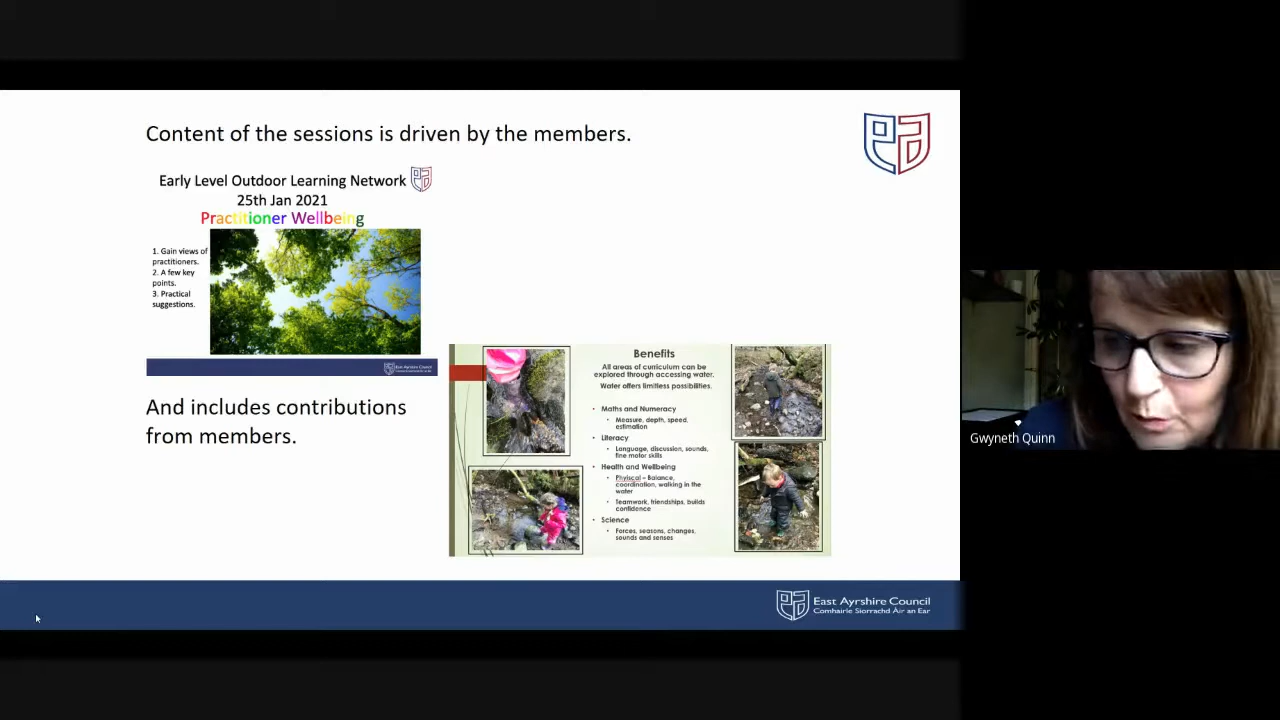 Content of the sessions is driven by the members.
Early Level Outdoor Learning Network
25th Jan 2021
Practitioner Wellbeing
1. Gain views of
practitioners.
2. A few key
points.
3. Practical
suggestions.
And includes contributions
from members.
Benefits
All areas of curriculum can be
explored through accessing water.
Water offers limitless possibilities.
• Maths and Numeracy
• Measure, depth, speed,
estimation
• Literacy
• Language, discussion, sounds,
fine motor skills
• Health and Wellbeing
• Phyiscal – Balance,
coordination, walking in the
water
• Teamwork, friendships, builds
confidence
• Science
• Forces, seasons, changes,
sounds and senses
East Ayrshire Council
Comhairle Siorrachd Àir an Ear
Gwyneth Quinn